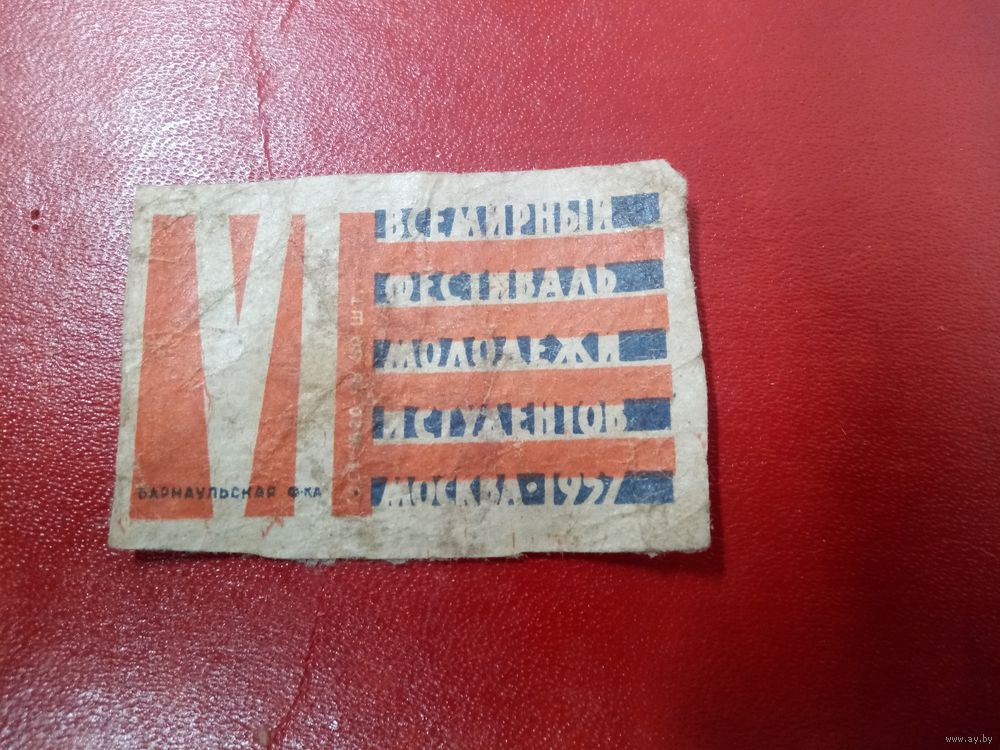 VI
ВСЕМИРНЫЙ
ФЕСТИВАЛЬ
МОЛОДЕЖИ
И СТУДЕНТОВ
МОСКВА • 1957
БАРНАУЛЬСКАЯ Ф-КА
www.ay.by